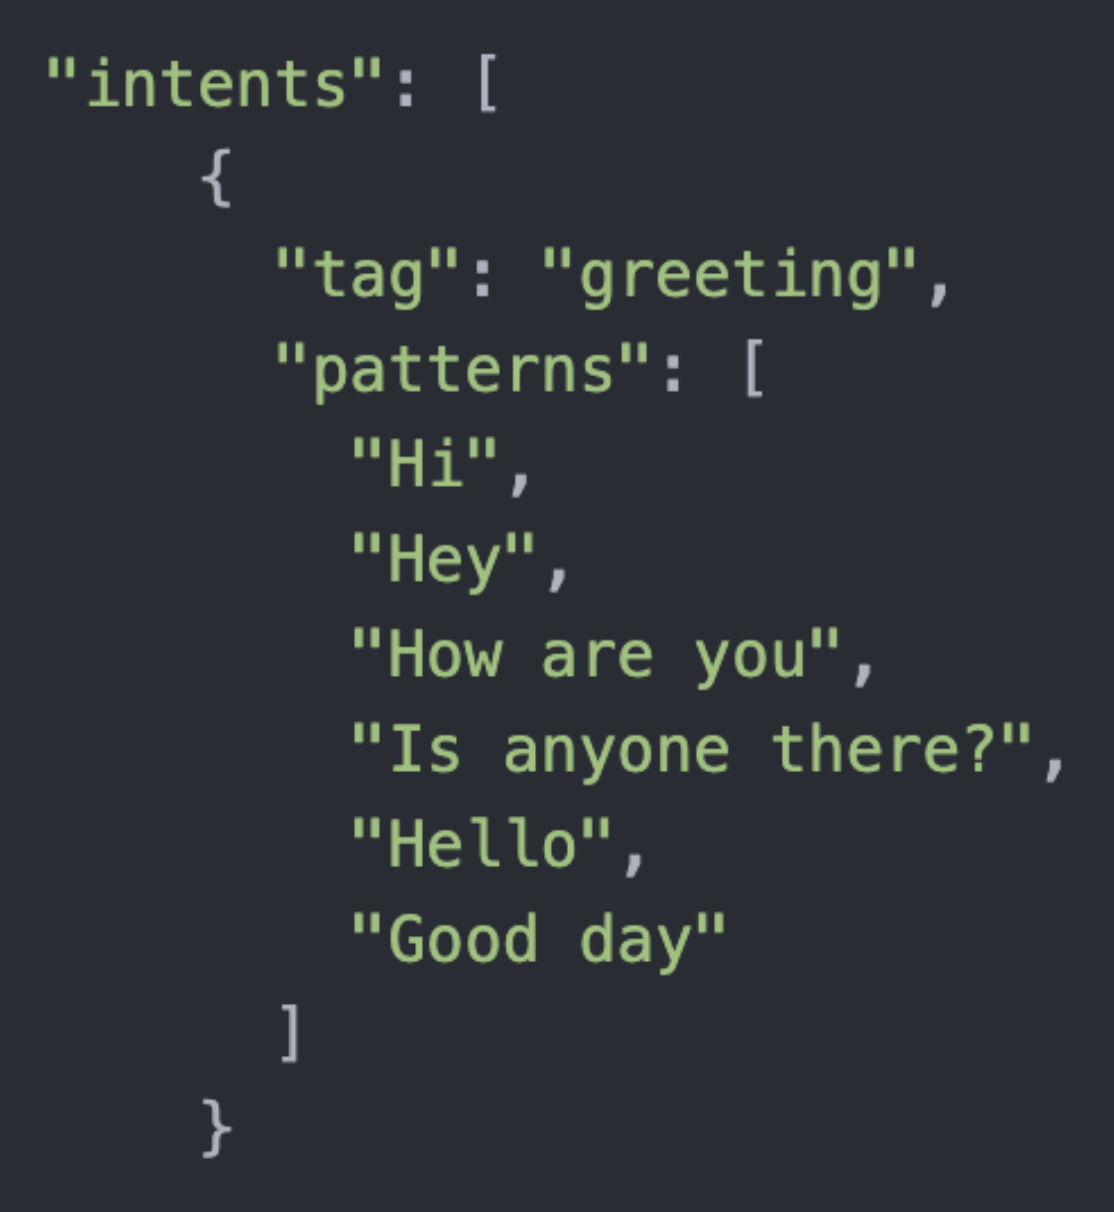 "intents": [
{
"tag": "greeting",
"patterns": [
"Hi",
"Hey",
"How are you",
"Is anyone there?",
"Hello",
"Good day"
]
}